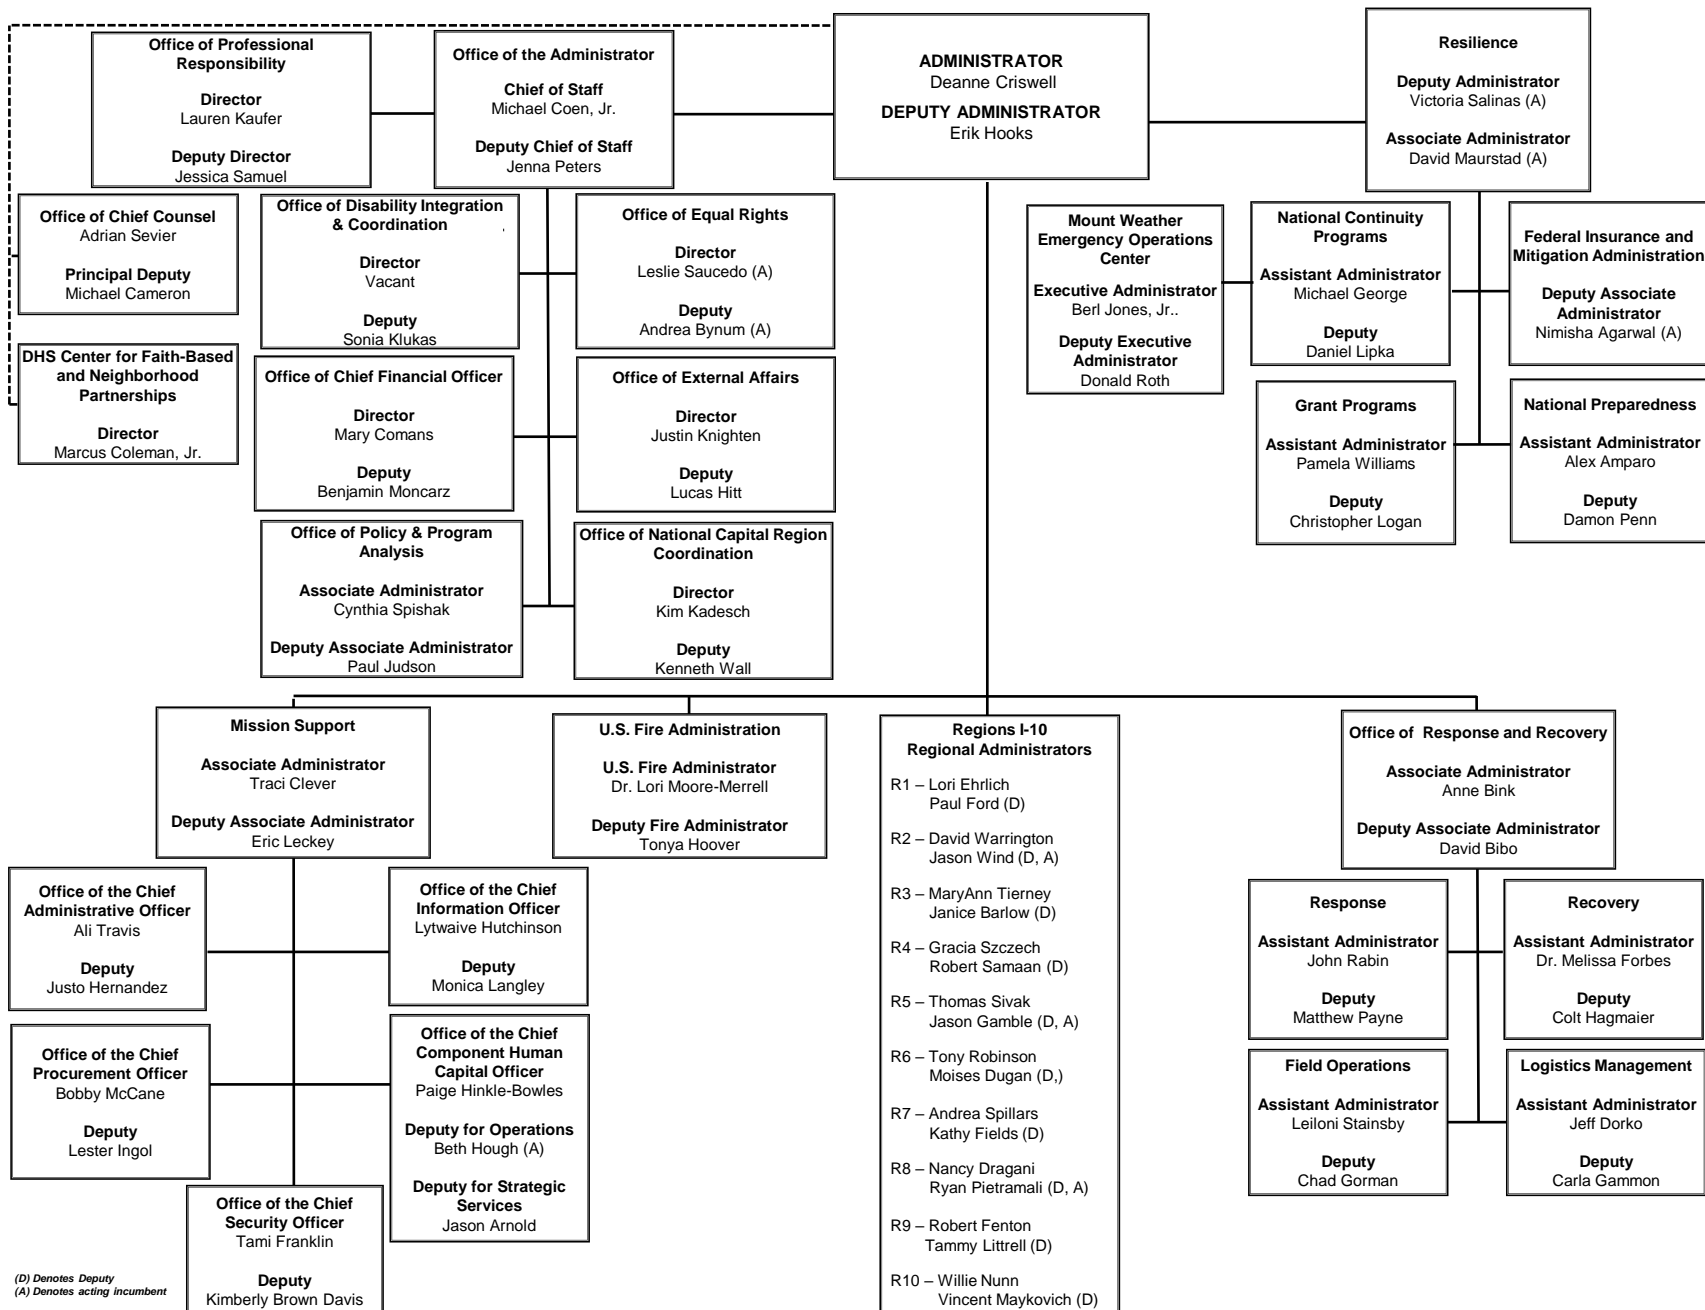 Office of Professional
Responsibility
Director
Lauren Kaufer
Deputy Director
Jessica Samuel
Office of the Administrator
Chief of Staff
Michael Coen, Jr.
Deputy Chief of Staff
Jenna Peters
ADMINISTRATOR
Deanne Criswell
DEPUTY ADMINISTRATOR
Erik Hooks
Resilience
Deputy Administrator
Victoria Salinas (A)
Associate Administrator
David Maurstad (A)
Office of Chief Counsel
Adrian Sevier
Principal Deputy
Michael Cameron
Office of Disability Integration
& Coordination
Director
Vacant
Deputy
Sonia Klukas
Office of Equal Rights
Director
Leslie Saucedo (A)
Deputy
Andrea Bynum (A)
Mount Weather
Emergency Operations
Center
Executive Administrator
Berl Jones, Jr..
Deputy Executive
Administrator
Donald Roth
National Continuity
Programs
Assistant Administrator
Michael George
Deputy
Daniel Lipka
Federal Insurance and
Mitigation Administration
Deputy Associate
Administrator
Nimisha Agarwal (A)
DHS Center for Faith-Based
and Neighborhood
Partnerships
Director
Marcus Coleman, Jr.
Office of Chief Financial Officer
Director
Mary Comans
Deputy
Benjamin Moncarz
Office of External Affairs
Director
Justin Knighten
Deputy
Lucas Hitt
Grant Programs
Assistant Administrator
Pamela Williams
Deputy
Christopher Logan
National Preparedness
Assistant Administrator
Alex Amparo
Deputy
Damon Penn
Office of Policy & Program
Analysis
Associate Administrator
Cynthia Spishak
Deputy Associate Administrator
Paul Judson
Office of National Capital Region
Coordination
Director
Kim Kadesch
Deputy
Kenneth Wall
Mission Support
Associate Administrator
Traci Clever
Deputy Associate Administrator
Eric Leckey
U.S. Fire Administration
U.S. Fire Administrator
Dr. Lori Moore-Merrell
Deputy Fire Administrator
Tonya Hoover
Regions I-10
Regional Administrators
R1 – Lori Ehrlich
Paul Ford (D)
R2 – David Warrington
Jason Wind (D, A)
R3 – MaryAnn Tierney
Janice Barlow (D)
R4 – Gracia Szczech
Robert Samaan (D)
R5 – Thomas Sivak
Jason Gamble (D, A)
R6 – Tony Robinson
Moises Dugan (D,)
R7 – Andrea Spillars
Kathy Fields (D)
R8 – Nancy Dragani
Ryan Pietramali (D, A)
R9 – Robert Fenton
Tammy Littrell (D)
R10 – Willie Nunn
Vincent Maykovich (D)
Office of Response and Recovery
Associate Administrator
Anne Bink
Deputy Associate Administrator
David Bibo
Office of the Chief
Administrative Officer
Ali Travis
Deputy
Justo Hernandez
Office of the Chief
Information Officer
Lytwaive Hutchinson
Deputy
Monica Langley
Response
Assistant Administrator
John Rabin
Deputy
Matthew Payne
Recovery
Assistant Administrator
Dr. Melissa Forbes
Deputy
Colt Hagmaier
Office of the Chief
Procurement Officer
Bobby McCane
Deputy
Lester Ingol
Office of the Chief
Component Human
Capital Officer
Paige Hinkle-Bowles
Deputy for Operations
Beth Hough (A)
Deputy for Strategic
Services
Jason Arnold
Field Operations
Assistant Administrator
Leiloni Stainsby
Deputy
Chad Gorman
Logistics Management
Assistant Administrator
Jeff Dorko
Deputy
Carla Gammon
Office of the Chief
Security Officer
Tami Franklin
Deputy
Kimberly Brown Davis
(D) Denotes Deputy
(A) Denotes acting incumbent